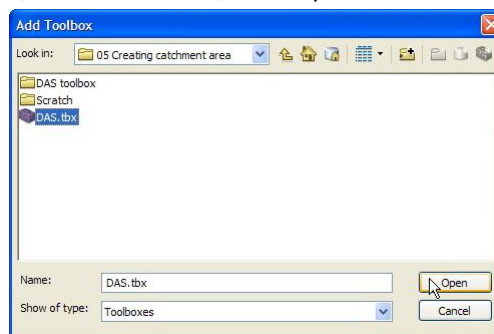 Add Toolbox
Look in: 05 Creating catchment area
DAS toolbox
Scratch
DAS.tbx
Name: DAS.tbx Open
Show of type: Toolboxes Cancel